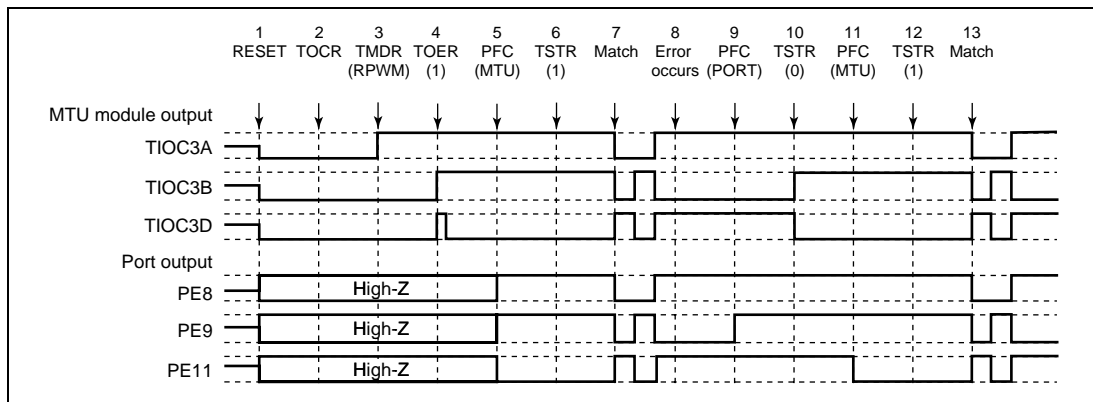 1 2 3 4 5 6 7 8 9 10 11 12 13
RESET TOCR TMDR TOER PFC TSTR Match Error PFC TSTR PFC TSTR Match
(RPWM) (1) (MTU) (1) occurs (PORT) (0) (MTU) (1)
MTU module output
TIOC3A
TIOC3B
TIOC3D
Port output
PE8 High-Z
PE9 High-Z
PE11 High-Z